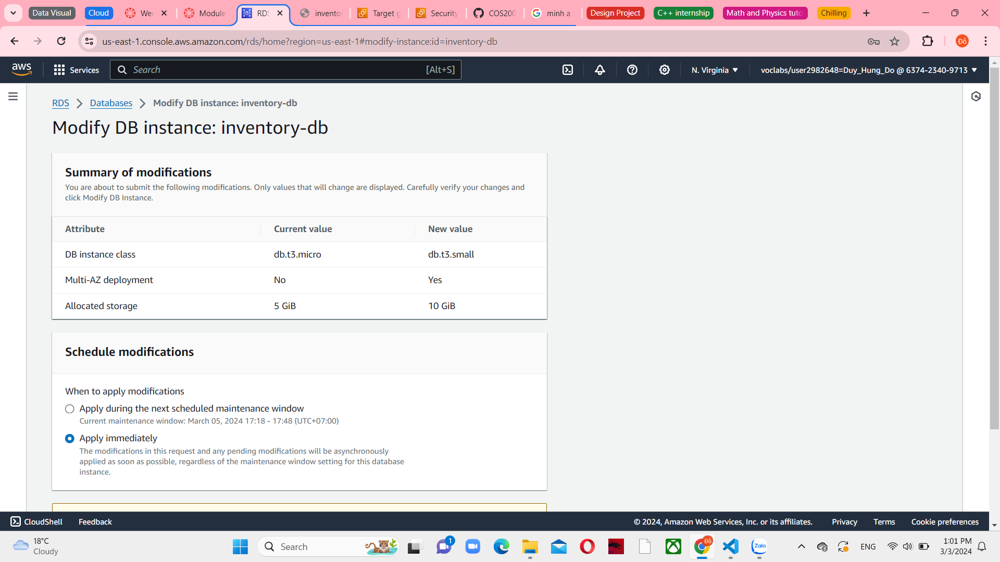 Data Visual
Cloud
Wee
Module
RDS
inventor
Target g
Security
COS200
minh a s
Design Project
C++ internship
Math and Physics tuto
Chilling
us-east-1.console.aws.amazon.com/rds/home?region=us-east-1#modify-instance:id=inventory-db
Đỗ
aws
Services
Search
[Alt+S]
N. Virginia
voclabs/user2982648=Duy_Hung_Do @ 6374-2340-9713
RDS
Databases
Modify DB instance: inventory-db
Modify DB instance: inventory-db
Summary of modifications
You are about to submit the following modifications. Only values that will change are displayed. Carefully verify your changes and
click Modify DB Instance.
Attribute Current value New value
DB instance class db.t3.micro db.t3.small
Multi-AZ deployment No Yes
Allocated storage 5 GiB 10 GiB
Schedule modifications
When to apply modifications
Apply during the next scheduled maintenance window
Current maintenance window: March 05, 2024 17:18 - 17:48 (UTC+07:00)
Apply immediately
The modifications in this request and any pending modifications will be asynchronously
applied as soon as possible, regardless of the maintenance window setting for this database
instance.
CloudShell
Feedback
© 2024, Amazon Web Services, Inc. or its affiliates.
Privacy
Terms
Cookie preferences
18°C
Cloudy
Search
1
Đỗ
Zalo
ENG
1:01 PM
3/3/2024